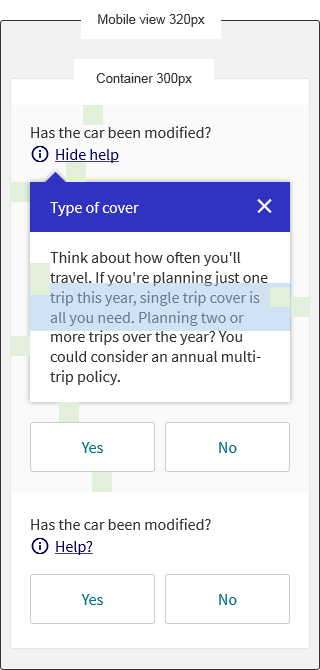 Mobile view 320px
Container 300px
Has the car been modified?
Hide help
Type of cover
Think about how often you'll
travel. If you're planning just one
trip this year, single trip cover is
all you need. Planning two or
more trips over the year? You
could consider an annual multi-
trip policy.
Yes No
Has the car been modified?
Help?
Yes No